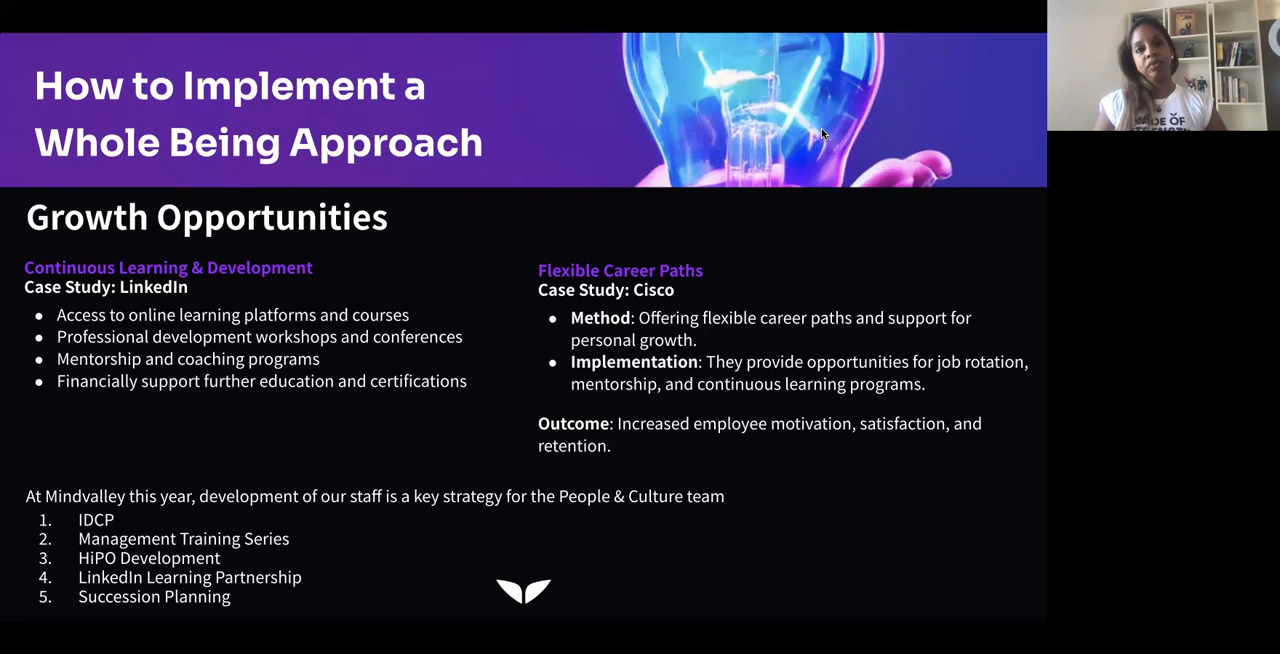 How to Implement a
Whole Being Approach
Growth Opportunities
Continuous Learning & Development
Case Study: LinkedIn
● Access to online learning platforms and courses
● Professional development workshops and conferences
● Mentorship and coaching programs
● Financially support further education and certifications
Flexible Career Paths
Case Study: Cisco
● Method: Offering flexible career paths and support for
personal growth.
● Implementation: They provide opportunities for job rotation,
mentorship, and continuous learning programs.
Outcome: Increased employee motivation, satisfaction, and
retention.
At Mindvalley this year, development of our staff is a key strategy for the People & Culture team
1. IDCP
2. Management Training Series
3. HiPO Development
4. LinkedIn Learning Partnership
5. Succession Planning
MADE OF
STRENGTH